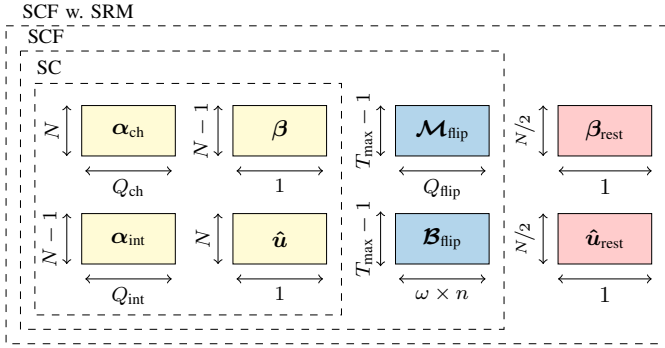 SCF w. SRM
SCF
SC
N α_ch Q_ch
N − 1 β 1
T_max − 1 𝓜_flip Q_flip
N/2 β_rest 1
N − 1 α_int Q_int
N û 1
T_max − 1 𝓑_flip ω × n
N/2 û_rest 1